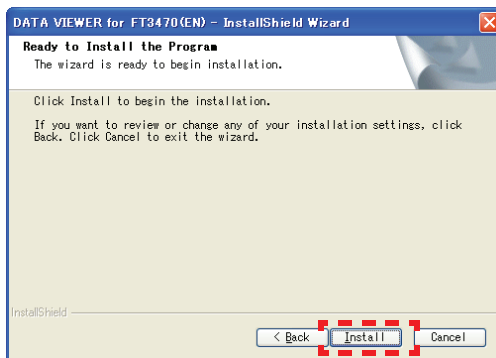 DATA VIEWER for FT3470(EN) - InstallShield Wizard
Ready to Install the Program
The wizard is ready to begin installation.
Click Install to begin the installation.
If you want to review or change any of your installation settings, click
Back. Click Cancel to exit the wizard.
InstallShield
< Back Install Cancel